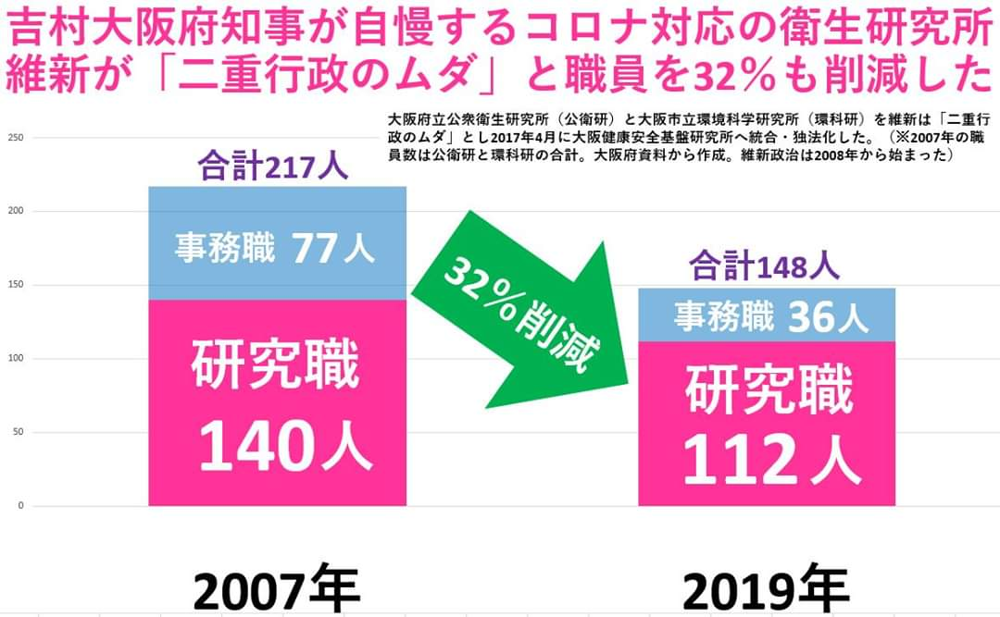 吉村大阪府知事が自慢するコロナ対応の衛生研究所
維新が「二重行政のムダ」と職員を32％も削減した
大阪府立公衆衛生研究所（公衛研）と大阪市立環境科学研究所（環科研）を維新は「二重行
政のムダ」とし2017年4月に大阪健康安全基盤研究所へ統合・独法化した。（※2007年の職
員数は公衛研と環科研の合計。大阪府資料から作成。維新政治は2008年から始まった）
250
200
150
100
50
0
合計217人
事務職 77人
研究職
140人
32％削減
合計148人
事務職 36人
研究職
112人
2007年
2019年